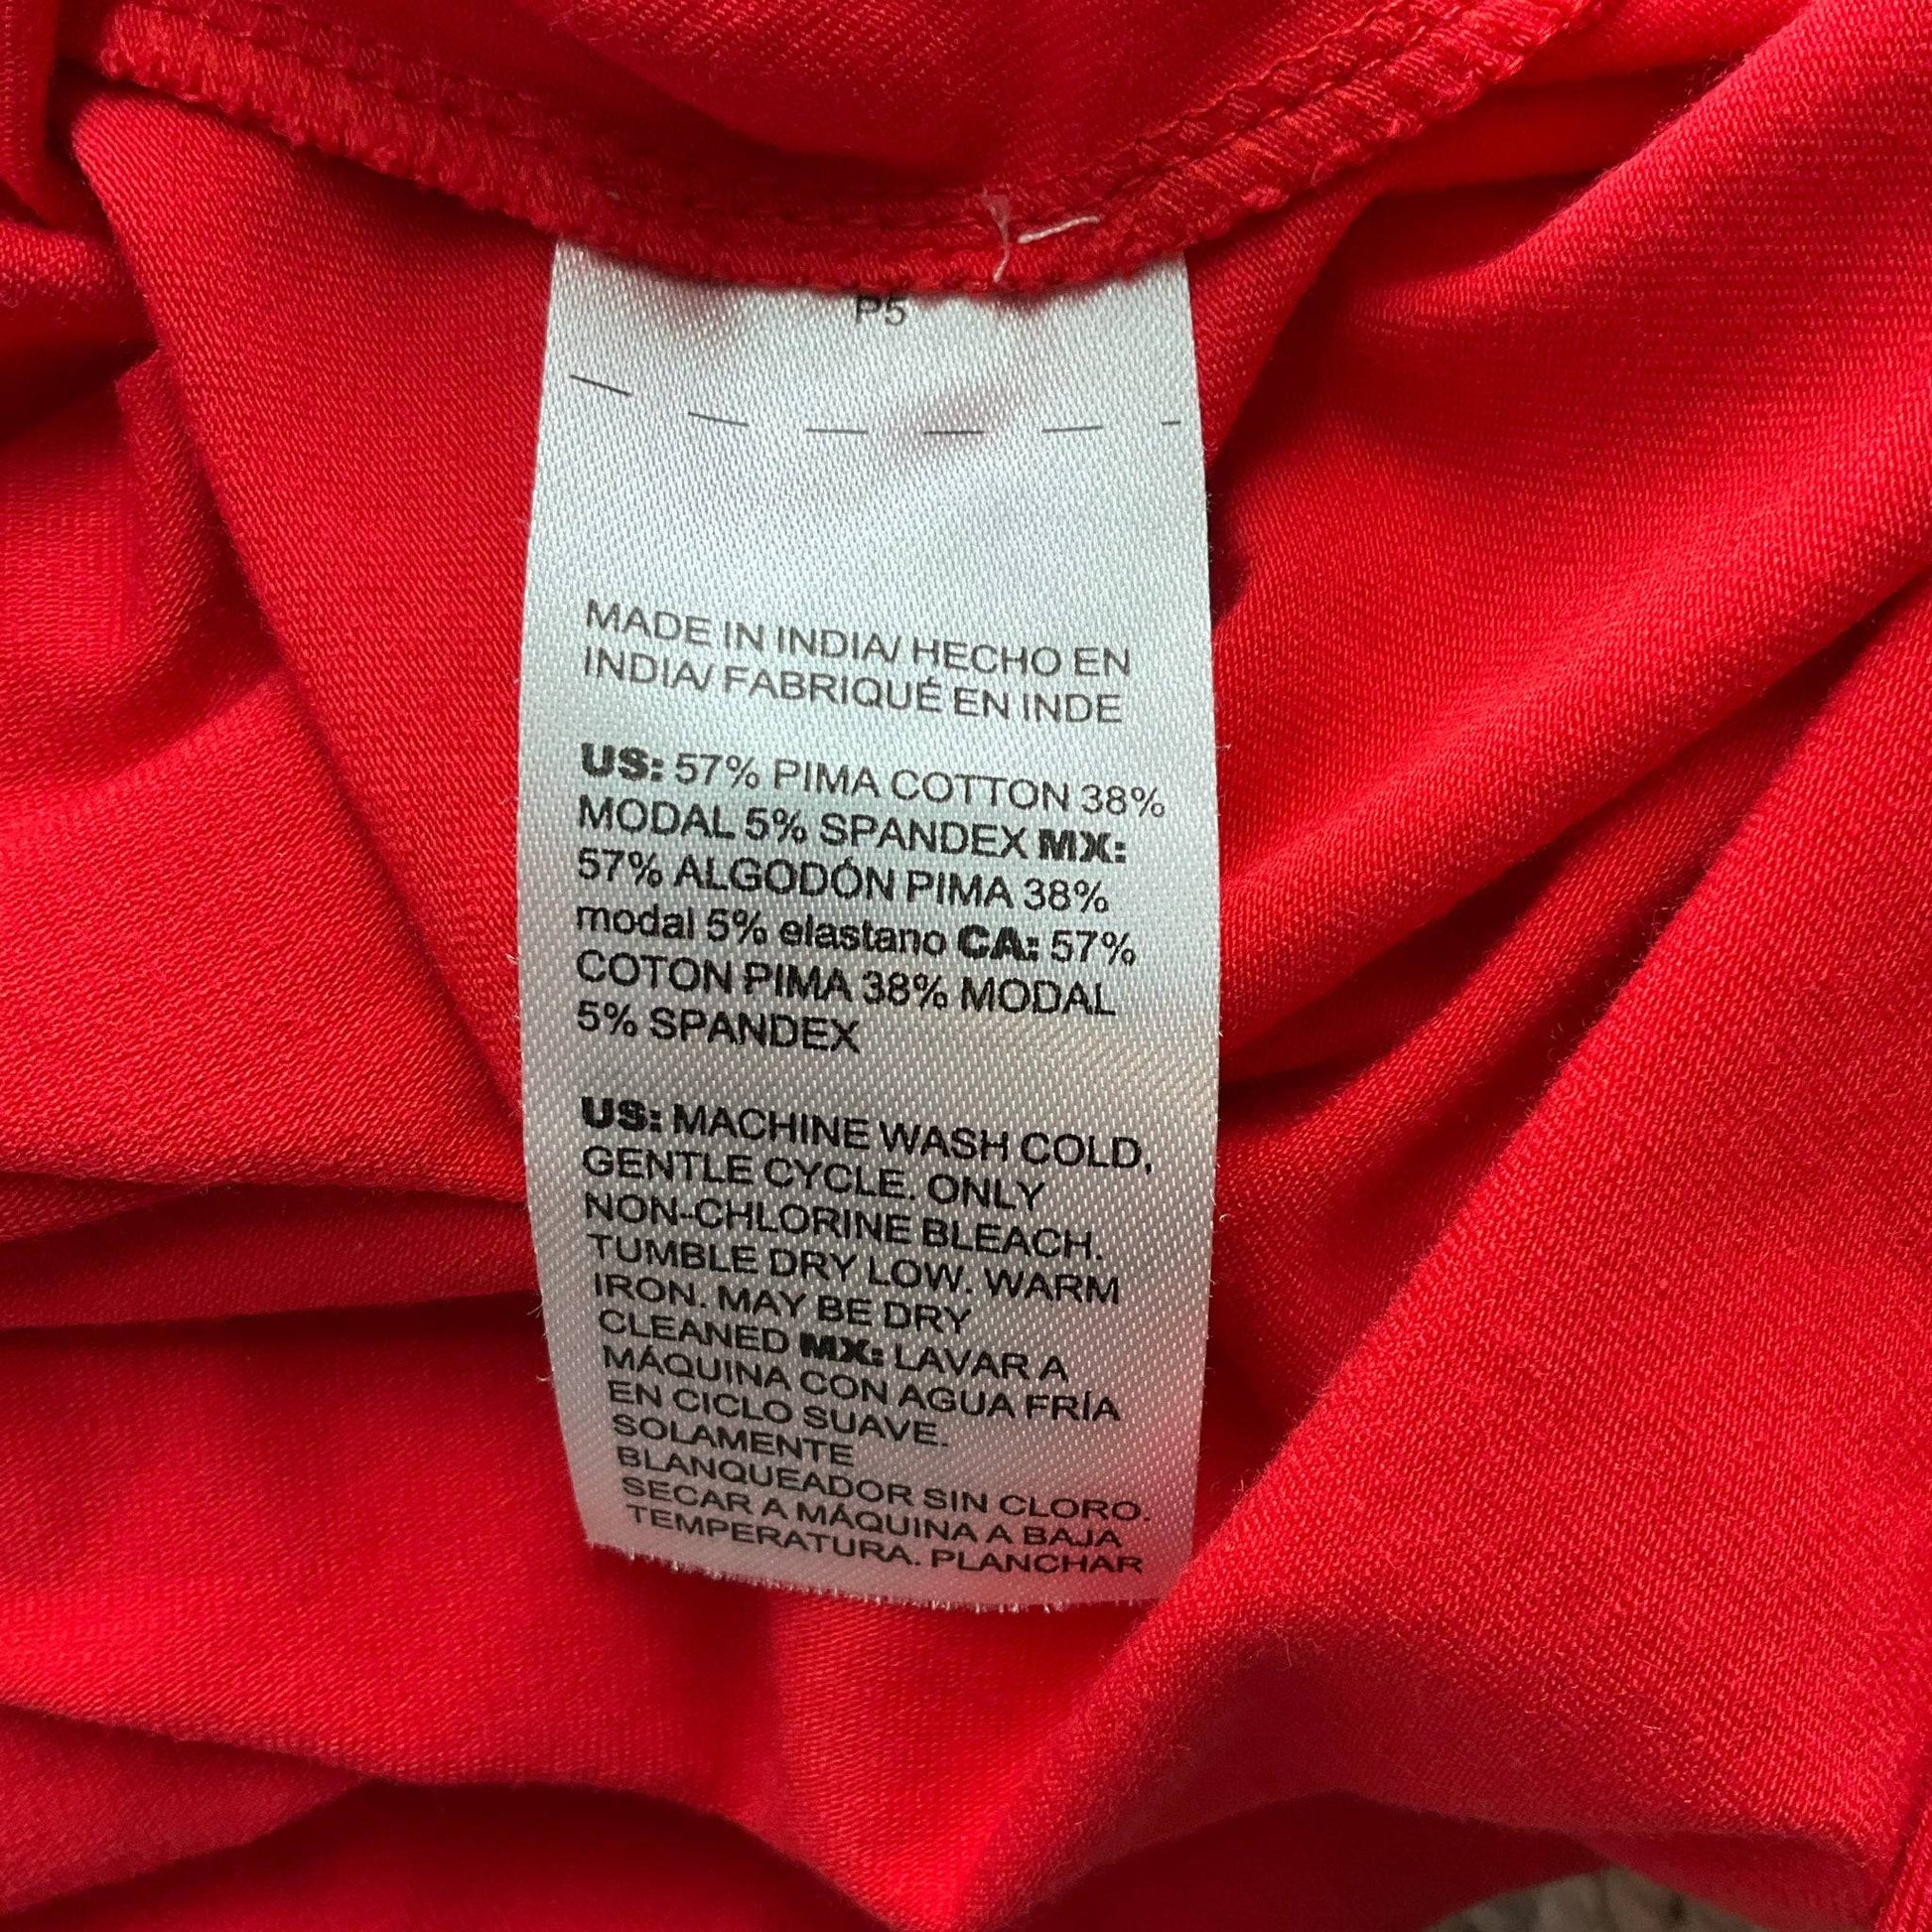 P5
MADE IN INDIA/ HECHO EN
INDIA/ FABRIQUÉ EN INDE
US: 57% PIMA COTTON 38%
MODAL 5% SPANDEX MX:
57% ALGODÓN PIMA 38%
modal 5% elastano CA: 57%
COTON PIMA 38% MODAL
5% SPANDEX
US: MACHINE WASH COLD,
GENTLE CYCLE. ONLY
NON-CHLORINE BLEACH.
TUMBLE DRY LOW. WARM
IRON. MAY BE DRY
CLEANED MX: LAVAR A
MÁQUINA CON AGUA FRÍA
EN CICLO SUAVE.
SOLAMENTE
BLANQUEADOR SIN CLORO.
SECAR A MÁQUINA A BAJA
TEMPERATURA. PLANCHAR